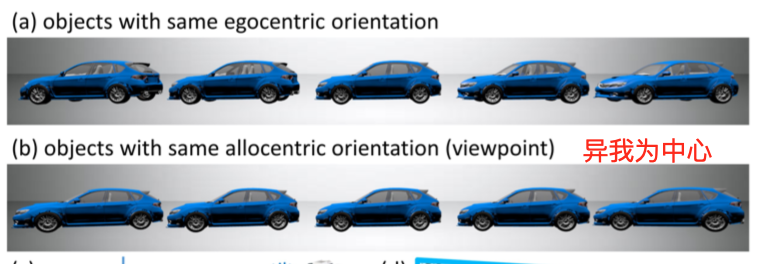 (a) objects with same egocentric orientation
(b) objects with same allocentric orientation (viewpoint) 异我为中心